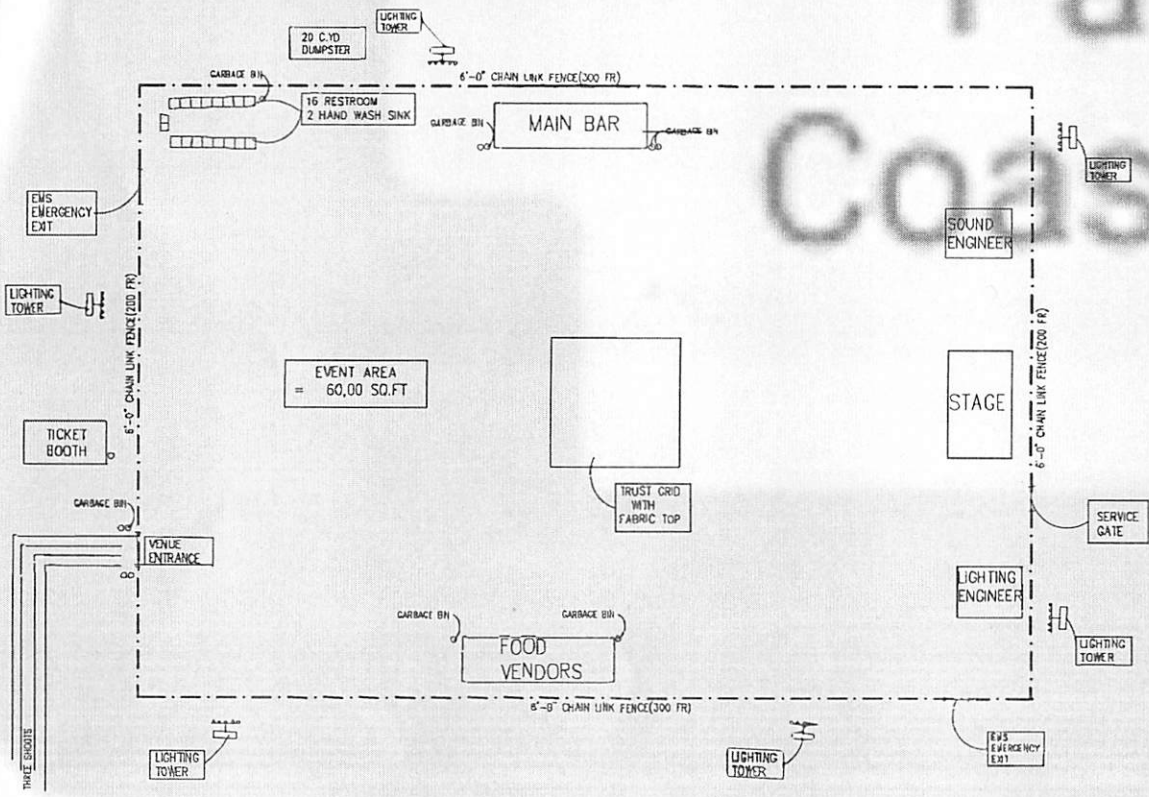 LIGHTING
TOWER
20 C.YD
DUMPSTER
6'-0" CHAIN LINK FENCE(300 FR)
GARBAGE BIN
16 RESTROOM
2 HAND WASH SINK
GARBAGE BIN
MAIN BAR
GARBAGE BIN
Coas
LIGHTING
TOWER
EMS
EMERGENCY
EXIT
SOUND
ENGINEER
LIGHTING
TOWER
6'-0" CHAIN LINK FENCE(200 FR)
6'-0" CHAIN LINK FENCE(200 FR)
EVENT AREA
= 60,00 SQ.FT
STAGE
TICKET
BOOTH
TRUST GRID
WITH
FABRIC TOP
GARBAGE BIN
SERVICE
GATE
VENUE
ENTRANCE
LIGHTING
ENGINEER
GARBAGE BIN
GARBAGE BIN
FOOD
VENDORS
LIGHTING
TOWER
6'-0" CHAIN LINK FENCE(300 FR)
THREE SHOOTS
LIGHTING
TOWER
LIGHTING
TOWER
EMS
EMERGENCY
EXIT